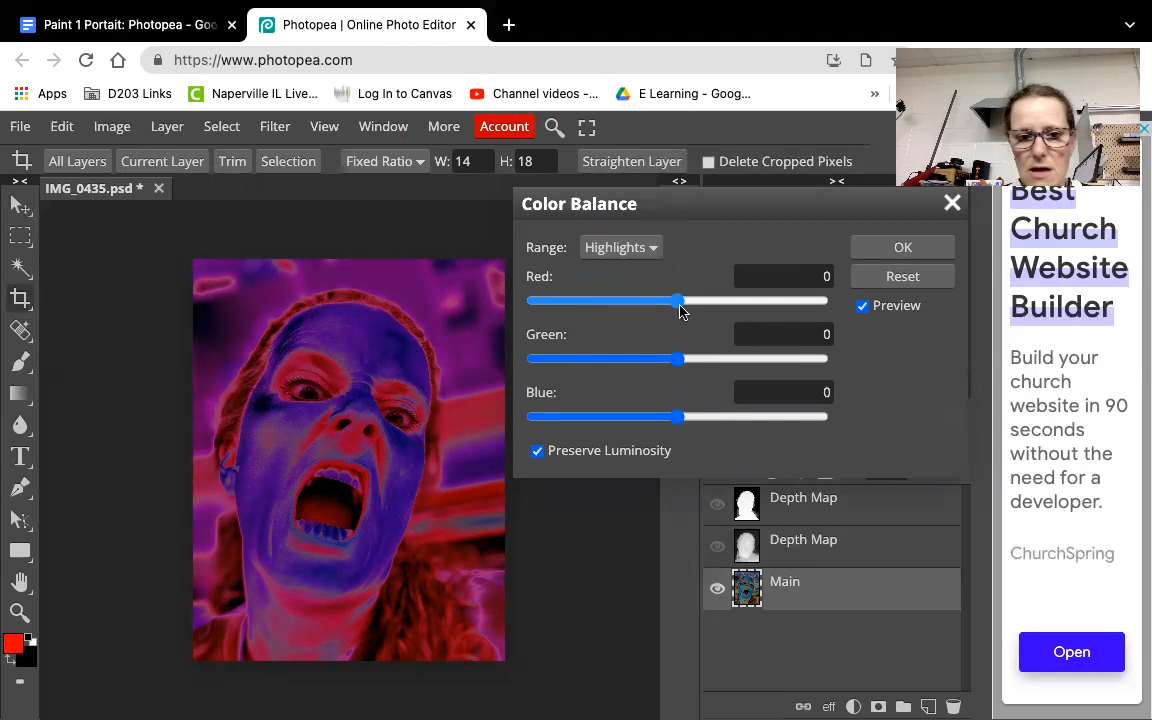 Paint 1 Portait: Photopea - Goo
Photopea | Online Photo Editor
https://www.photopea.com
Apps
D203 Links
Naperville IL Live...
Log In to Canvas
Channel videos -...
E Learning - Goog...
File Edit Image Layer Select Filter View Window More Account
All Layers Current Layer Trim Selection Fixed Ratio W: 14 H: 18 Straighten Layer Delete Cropped Pixels
> < < > > <
IMG_0435.psd *
Color Balance
Range: Highlights OK
Red: 0 Reset
Preview
Green: 0
Blue: 0
Preserve Luminosity
Depth Map
Depth Map
Main
eff
Best
Church
Website
Builder
Build your
church
website in 90
seconds
without the
need for a
developer.
ChurchSpring
Open